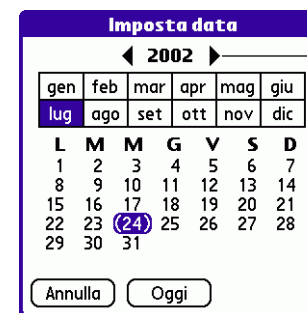 Imposta data
2002
gen feb mar apr mag giu
lug ago set ott nov dic
L M M G V S D
1 2 3 4 5 6 7
8 9 10 11 12 13 14
15 16 17 18 19 20 21
22 23 (24) 25 26 27 28
29 30 31
Annulla Oggi